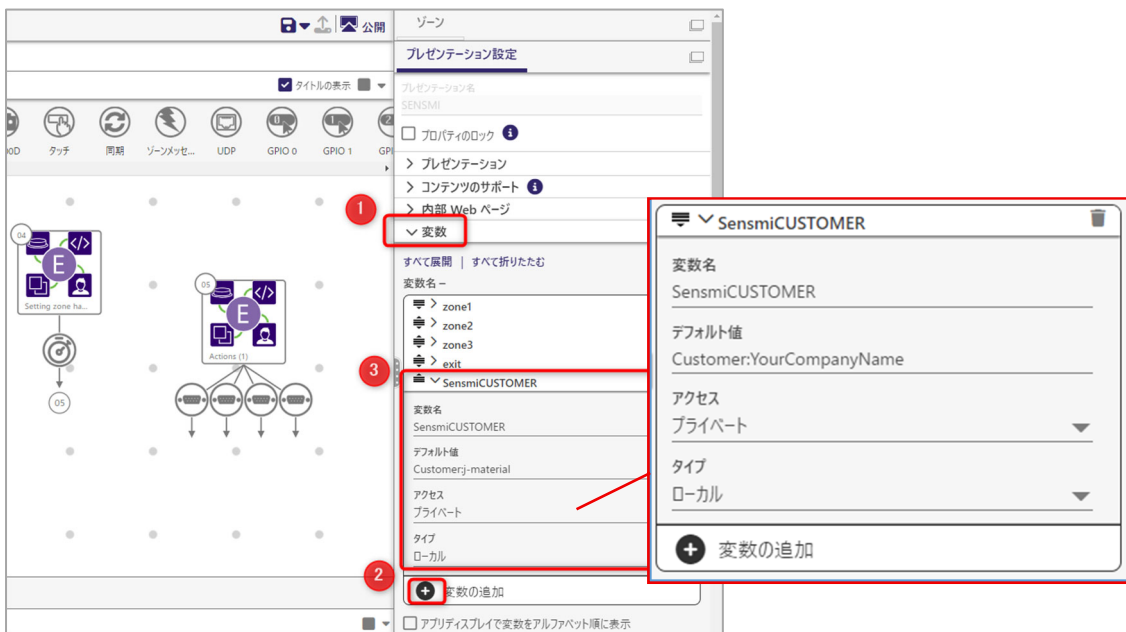 公開
タイトルの表示
タッチ
同期
ゾーンメッセ...
UDP
GPIO 0
GPIO 1
04
E
Setting zone ha...
05
05
E
Actions (1)
ゾーン
プレゼンテーション設定
プレゼンテーション名
SENSMI
プロパティのロック
プレゼンテーション
コンテンツのサポート
1
内部 Web ページ
変数
すべて展開 | すべて折りたたむ
変数名 –
zone1
zone2
zone3
exit
3
SensmiCUSTOMER
変数名
SensmiCUSTOMER
デフォルト値
Customer:j-material
アクセス
プライベート
タイプ
ローカル
2
変数の追加
アプリディスプレイで変数をアルファベット順に表示
SensmiCUSTOMER
変数名
SensmiCUSTOMER
デフォルト値
Customer:YourCompanyName
アクセス
プライベート
タイプ
ローカル
変数の追加